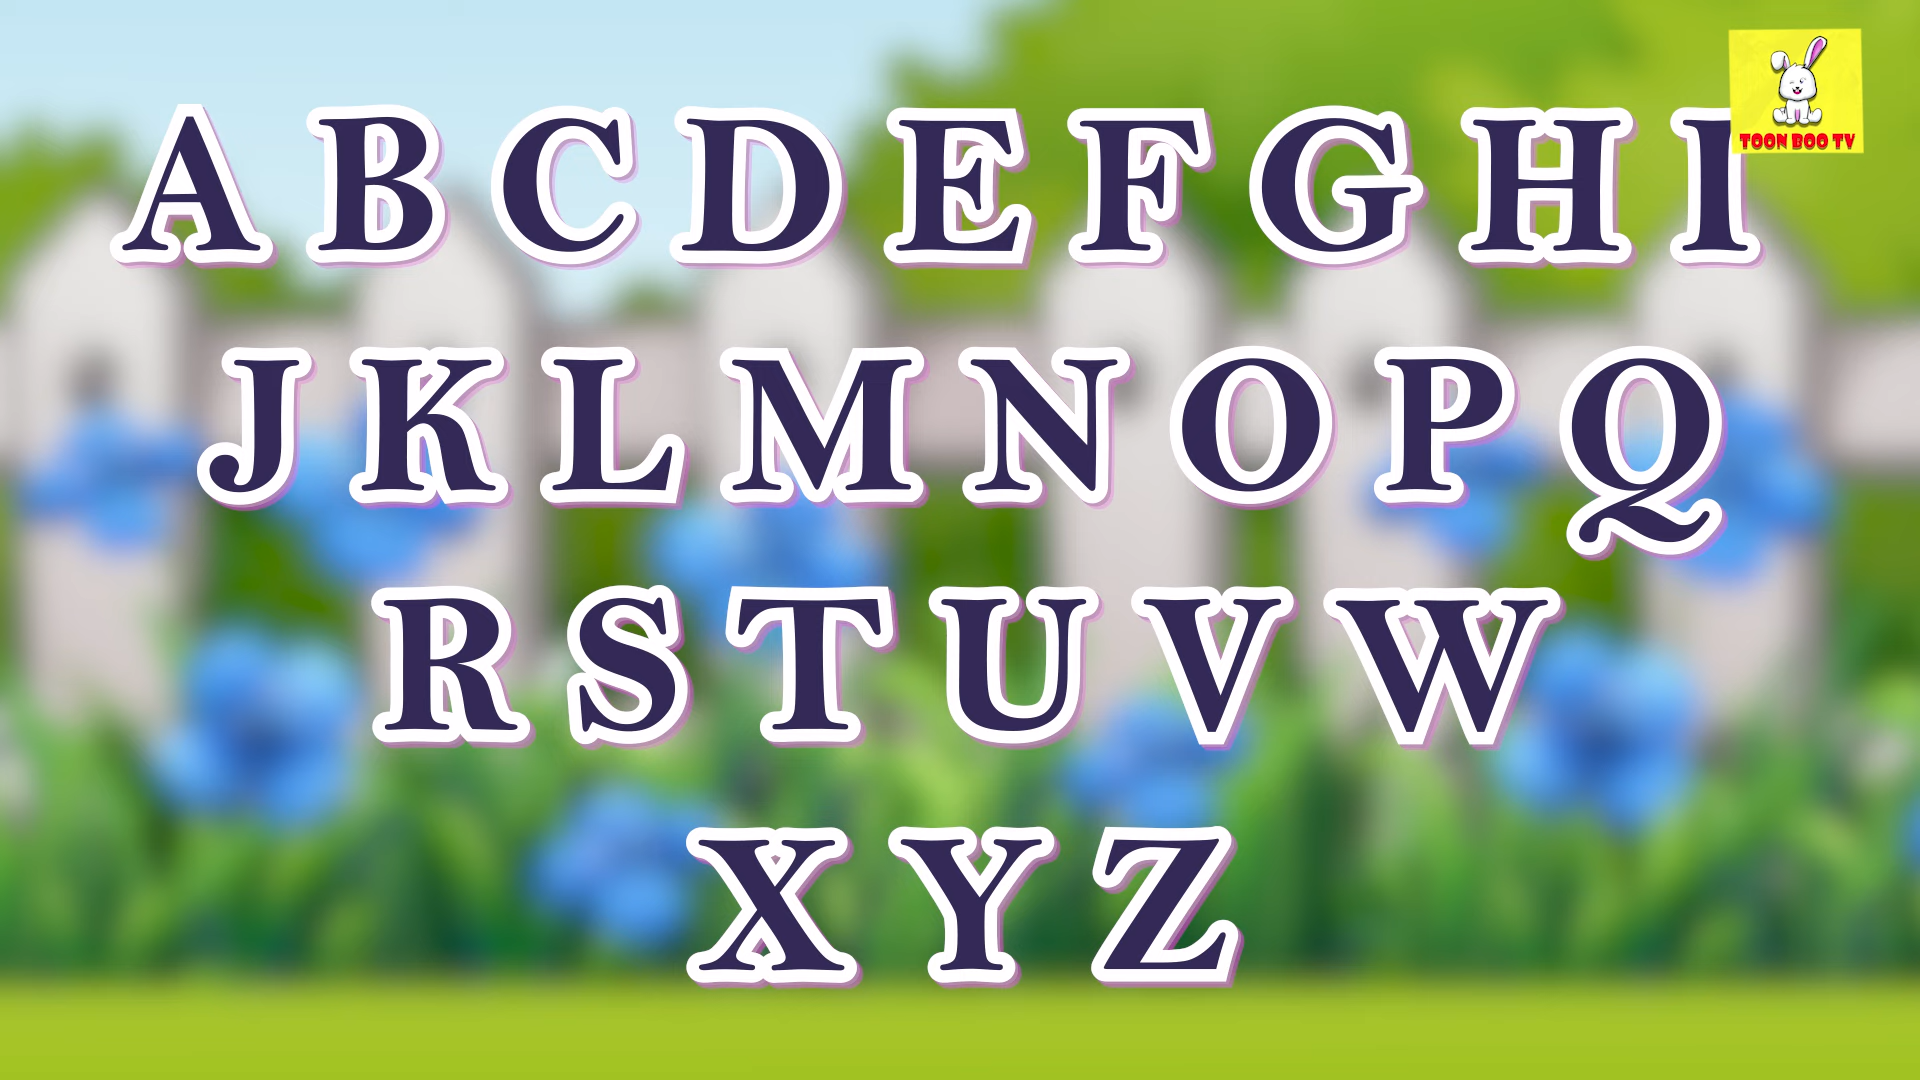 A B C D E F G H I
TOON BOO TV
J K L M N O P Q
R S T U V W
X Y Z